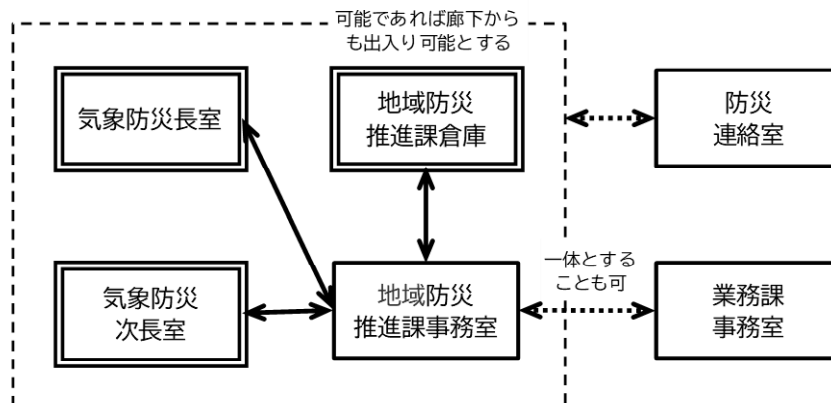 可能であれば廊下から
も出入り可能とする
気象防災長室
地域防災
推進課倉庫
防災
連絡室
気象防災
次長室
地域防災
推進課事務室
一体とする
ことも可
業務課
事務室